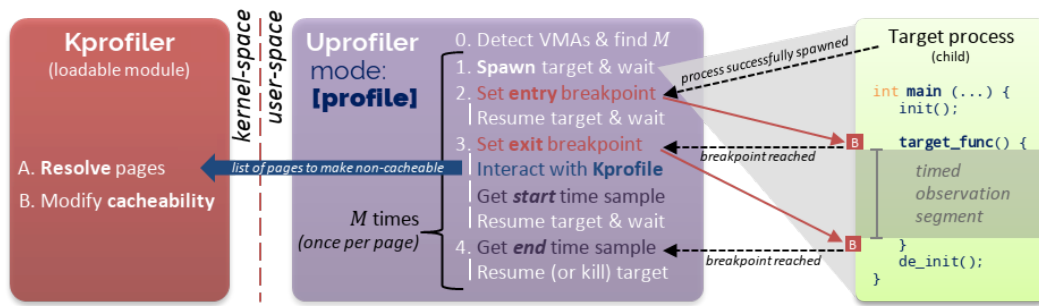 Kprofiler
(loadable module)
A. Resolve pages
B. Modify cacheability
kernel-space
user-space
Uprofiler
mode:
[profile]
0. Detect VMAs & find M
1. Spawn target & wait
2. Set entry breakpoint
Resume target & wait
3. Set exit breakpoint
Interact with Kprofile
Get start time sample
Resume target & wait
4. Get end time sample
Resume (or kill) target
M times
(once per page)
list of pages to make non-cacheable
process successfully spawned
breakpoint reached
breakpoint reached
Target process
(child)
int main (...) {
init();
B
target_func() {
timed
observation
segment
B
}
de_init();
}